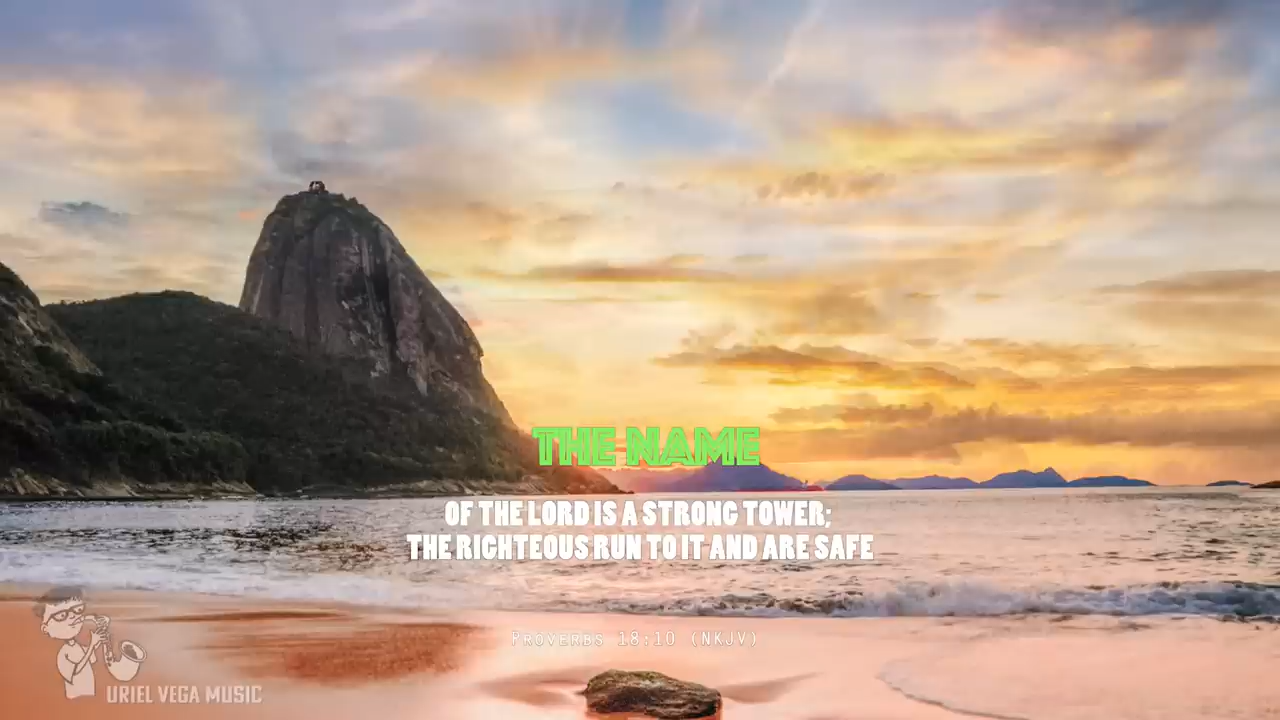 THE NAME
OF THE LORD IS A STRONG TOWER;
THE RIGHTEOUS RUN TO IT AND ARE SAFE
Proverbs 18:10 (NKJV)
URIEL VEGA MUSIC